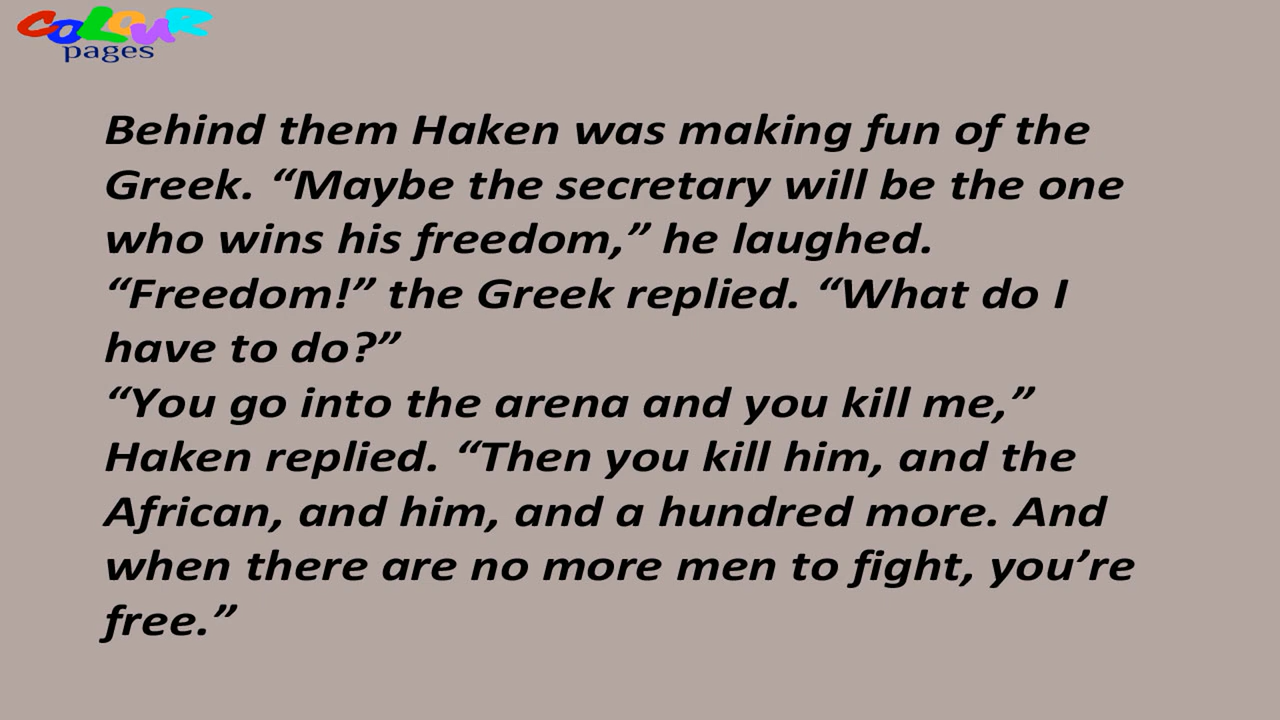 COLOUR
pages
Behind them Haken was making fun of the
Greek. “Maybe the secretary will be the one
who wins his freedom,” he laughed.
“Freedom!” the Greek replied. “What do I
have to do?”
“You go into the arena and you kill me,”
Haken replied. “Then you kill him, and the
African, and him, and a hundred more. And
when there are no more men to fight, you’re
free.”